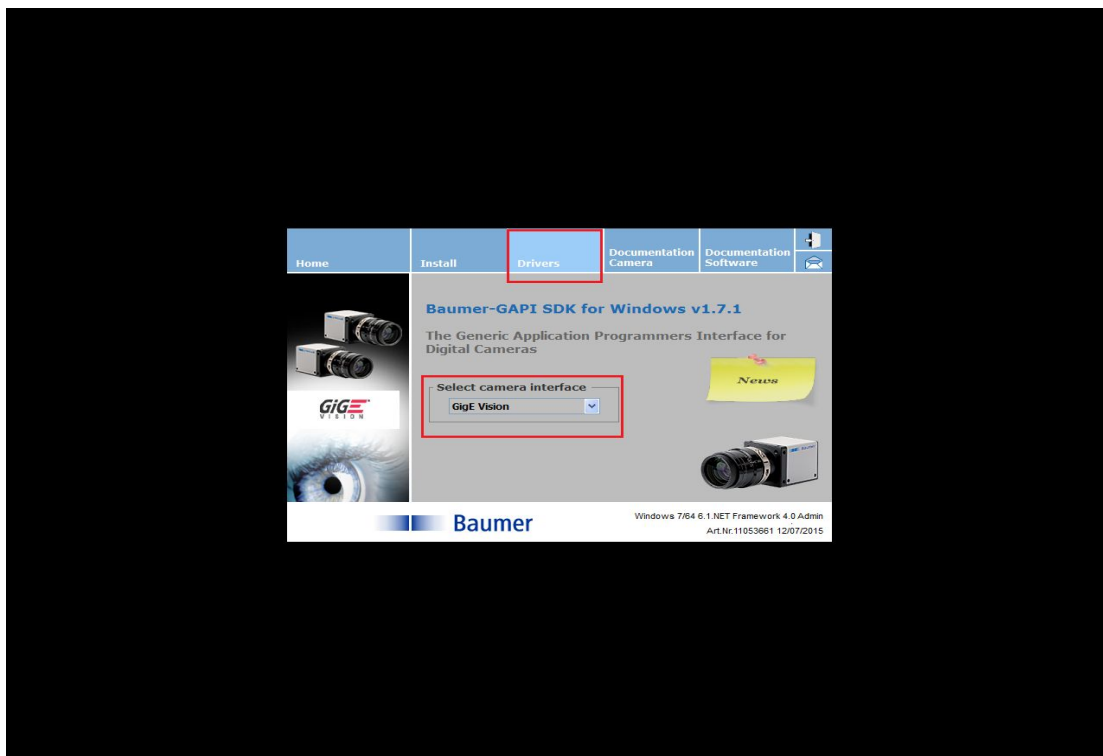 Home
Install
Drivers
Documentation
Camera
Documentation
Software
Baumer-GAPI SDK for Windows v1.7.1
The Generic Application Programmers Interface for
Digital Cameras
News
Select camera interface
GigE Vision
GiGE
VISION
Baumer
Windows 7/64 6.1.NET Framework 4.0 Admin
Art.Nr.11053661 12/07/2015